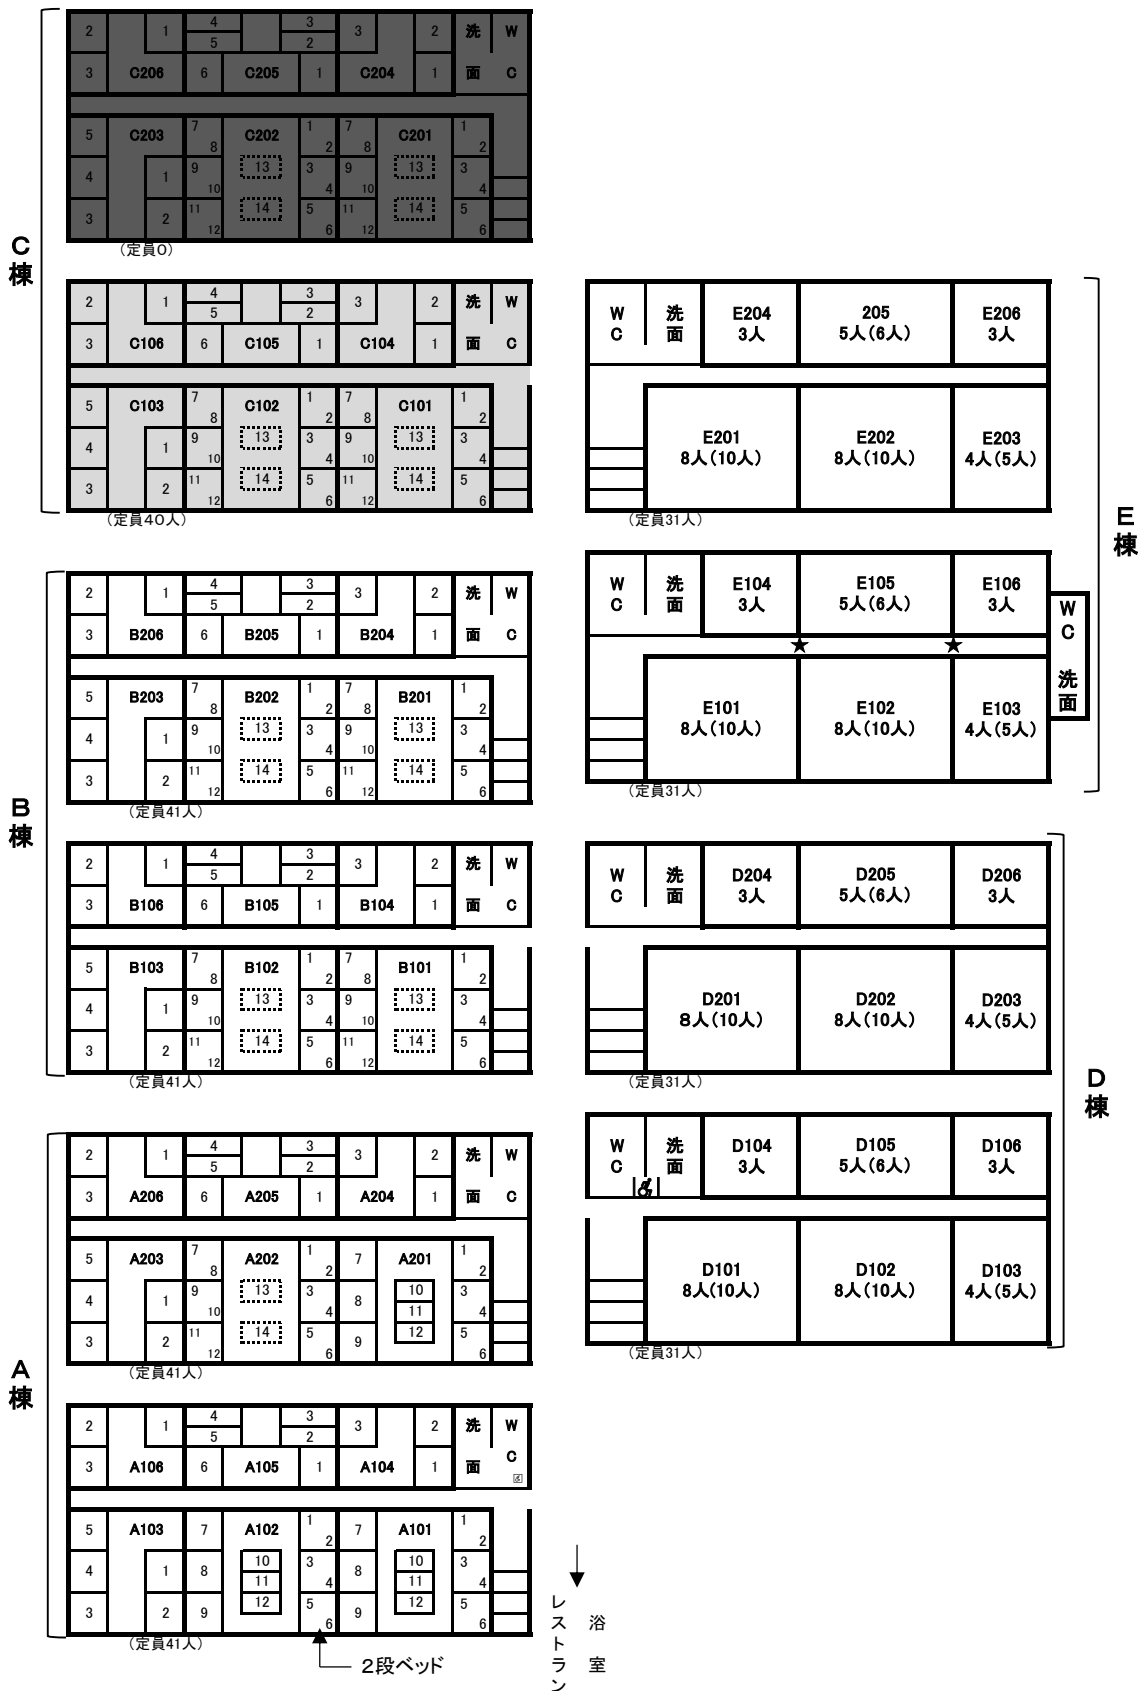 C棟
2 1 4 3 3 2 洗 W
5 2
3 C206 6 C205 1 C204 1 面 C
5 C203 7 8 C202 1 2 7 8 C201 1 2
4 1 9 10 13 3 4 9 10 13 3 4
3 2 11 12 14 5 6 11 12 14 5 6
(定員0)
2 1 4 3 3 2 洗 W
5 2
3 C106 6 C105 1 C104 1 面 C
5 C103 7 8 C102 1 2 7 8 C101 1 2
4 1 9 10 13 3 4 9 10 13 3 4
3 2 11 12 14 5 6 11 12 14 5 6
(定員40人)
B棟
2 1 4 3 3 2 洗 W
5 2
3 B206 6 B205 1 B204 1 面 C
5 B203 7 8 B202 1 2 7 8 B201 1 2
4 1 9 10 13 3 4 9 10 13 3 4
3 2 11 12 14 5 6 11 12 14 5 6
(定員41人)
2 1 4 3 3 2 洗 W
5 2
3 B106 6 B105 1 B104 1 面 C
5 B103 7 8 B102 1 2 7 8 B101 1 2
4 1 9 10 13 3 4 9 10 13 3 4
3 2 11 12 14 5 6 11 12 14 5 6
(定員41人)
A棟
2 1 4 3 3 2 洗 W
5 2
3 A206 6 A205 1 A204 1 面 C
5 A203 7 8 A202 1 2 7 A201 1 2
4 1 9 10 13 3 4 8 10 3 4
11
3 2 11 12 14 5 6 9 12 5 6
(定員41人)
2 1 4 3 3 2 洗 W
5 2
3 A106 6 A105 1 A104 1 面 C
5 A103 7 A102 1 2 7 A101 1 2
4 1 8 10 3 4 8 10 3 4
11 11
3 2 9 12 5 6 9 12 5 6
(定員41人)
2段ベッド
E棟
W 洗 E204 205 E206
C 面 3人 5人(6人) 3人
E201 E202 E203
8人(10人) 8人(10人) 4人(5人)
(定員31人)
W 洗 E104 E105 E106
C 面 3人 5人(6人) 3人
★ ★
WC 洗面
E101 E102 E103
8人(10人) 8人(10人) 4人(5人)
(定員31人)
D棟
W 洗 D204 D205 D206
C 面 3人 5人(6人) 3人
D201 D202 D203
8人(10人) 8人(10人) 4人(5人)
(定員31人)
W 洗 D104 D105 D106
C 面 3人 5人(6人) 3人
D101 D102 D103
8人(10人) 8人(10人) 4人(5人)
(定員31人)
浴室
レストラン